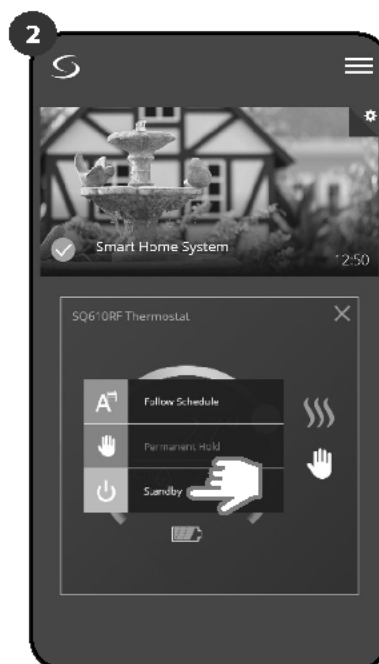 2
Smart Home System
12:50
SQ610RF Thermostat
A
Follow Schedule
Permanent Hold
Standby